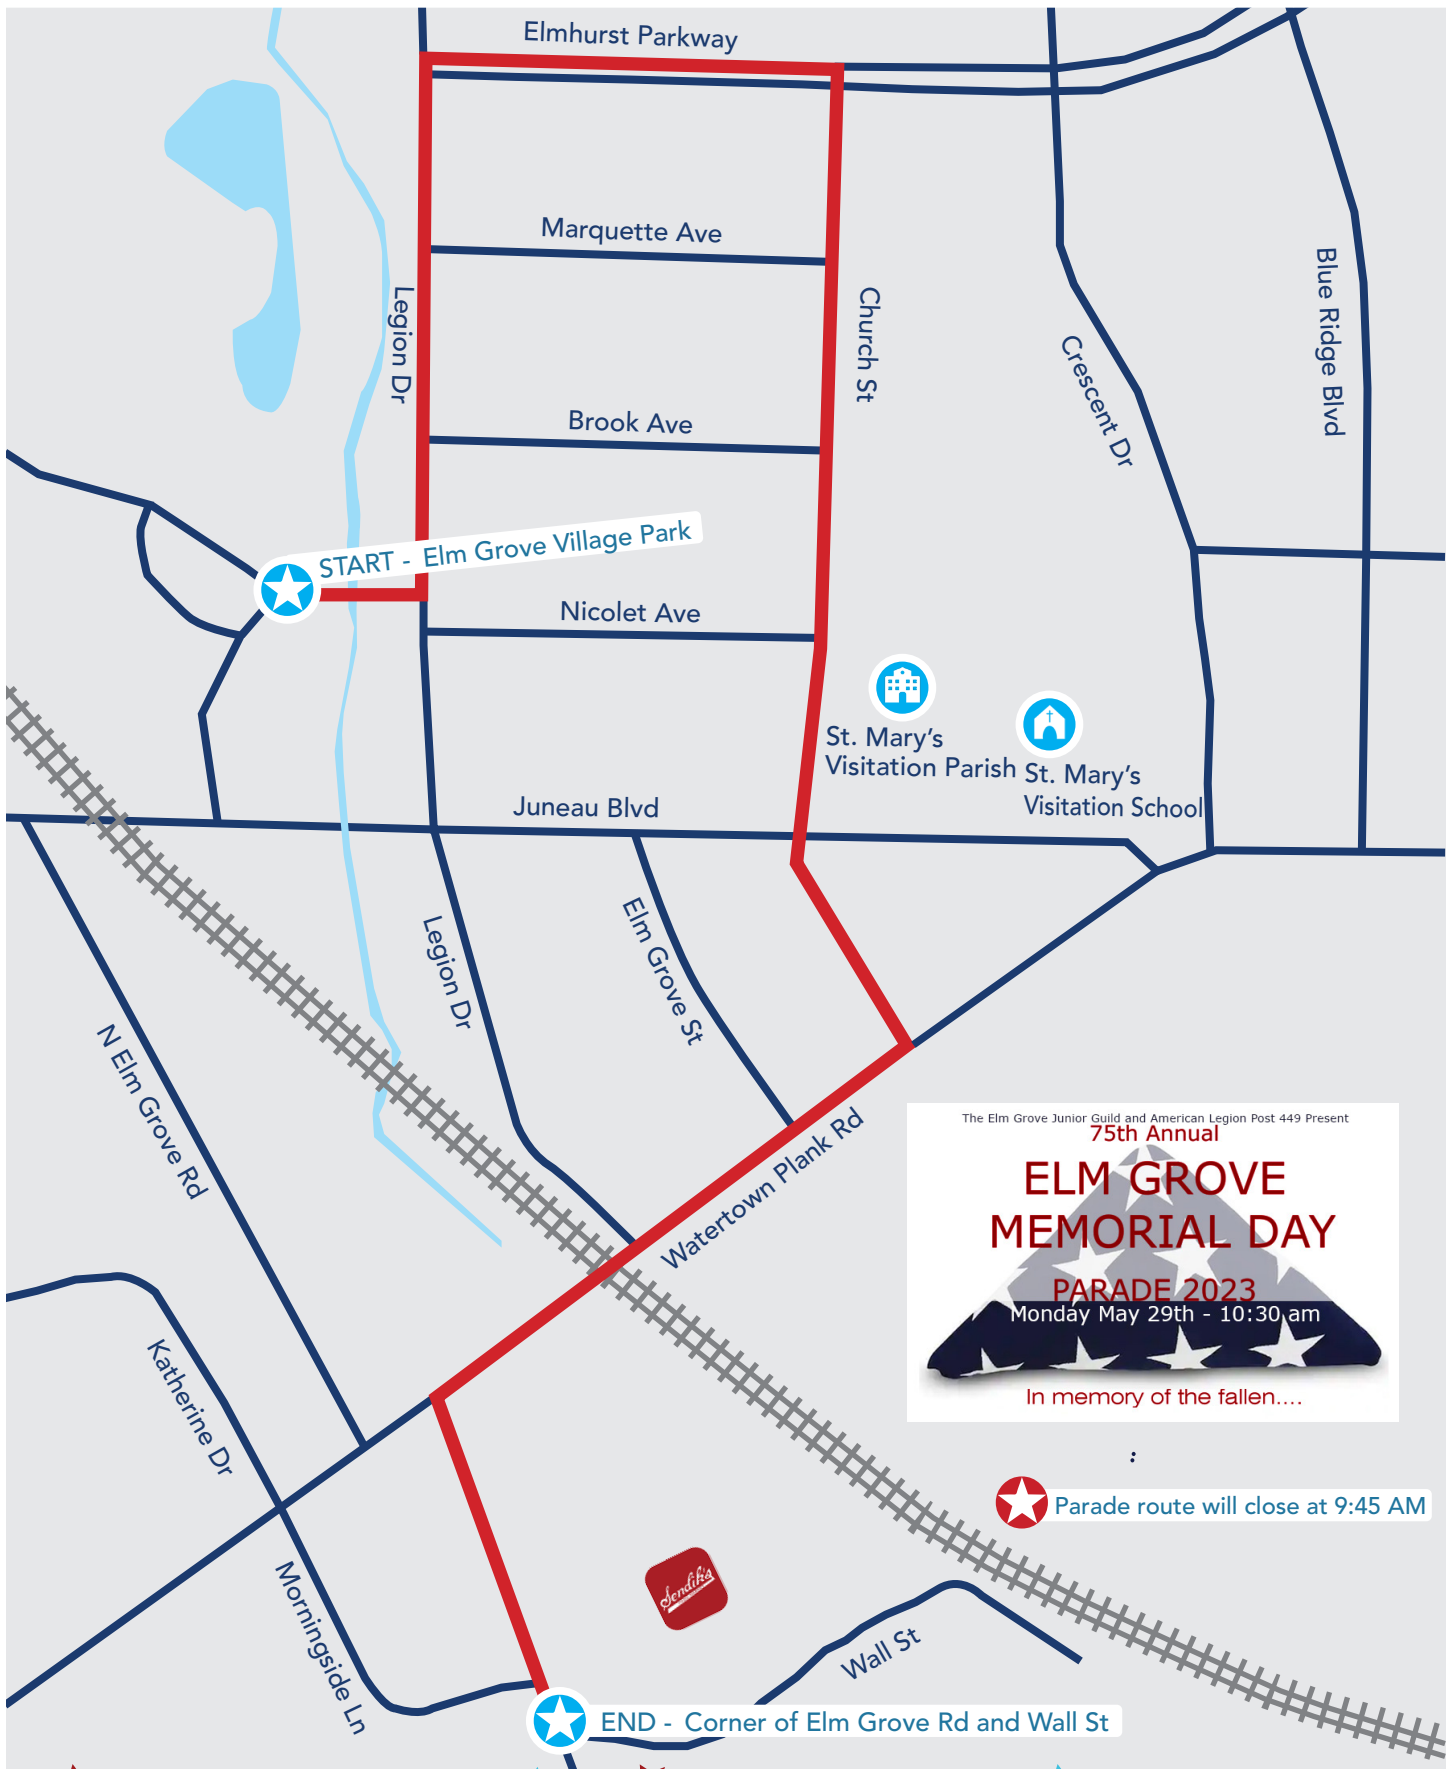 Elmhurst Parkway
Marquette Ave
Legion Dr
Church St
Blue Ridge Blvd
Crescent Dr
Brook Ave
START - Elm Grove Village Park
Nicolet Ave
St. Mary's
Visitation Parish
St. Mary's
Visitation School
Juneau Blvd
Legion Dr
Elm Grove St
N Elm Grove Rd
Watertown Plank Rd
The Elm Grove Junior Guild and American Legion Post 449 Present
75th Annual
ELM GROVE
MEMORIAL DAY
PARADE 2023
Monday May 29th - 10:30 am
In memory of the fallen....
:
Katherine Dr
Parade route will close at 9:45 AM
Sendik's
Morningside Ln
Wall St
END - Corner of Elm Grove Rd and Wall St